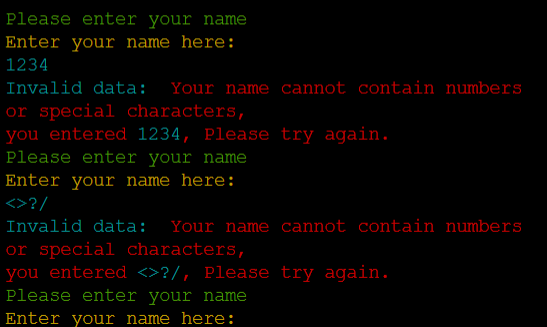 Please enter your name
Enter your name here:
1234
Invalid data:  Your name cannot contain numbers
or special characters,
you entered 1234, Please try again.
Please enter your name
Enter your name here:
<>?/
Invalid data:  Your name cannot contain numbers
or special characters,
you entered <>?/, Please try again.
Please enter your name
Enter your name here: